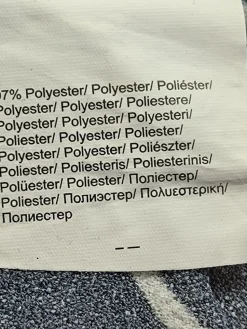 97% Polyester/ Polyester/ Poliéster/
Polyester/ Polyester/ Poliestere/
Polyester/ Polyester/ Polyesteri/
Poliester/ Polyester/ Poliester/
Polyester/ Polyester/ Poliészter/
Poliester/ Poliesteris/ Poliesterinis/
Polüester/ Poliester/ Поліестер/
Poliester/ Полиэстер/ Πολυεστερική/
Полиестер